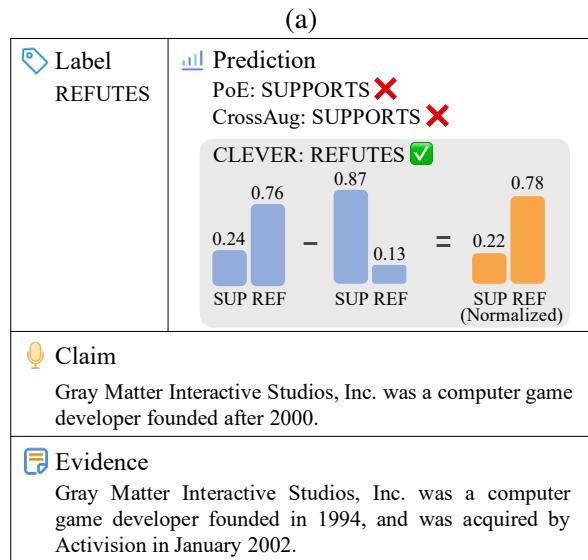 (a)
Label
REFUTES
Prediction
PoE: SUPPORTS ❌
CrossAug: SUPPORTS ❌
CLEVER: REFUTES ✅
0.24 0.76 0.87 0.13 0.22 0.78
– =
SUP REF SUP REF SUP REF
(Normalized)
Claim
Gray Matter Interactive Studios, Inc. was a computer game
developer founded after 2000.
Evidence
Gray Matter Interactive Studios, Inc. was a computer
game developer founded in 1994, and was acquired by
Activision in January 2002.